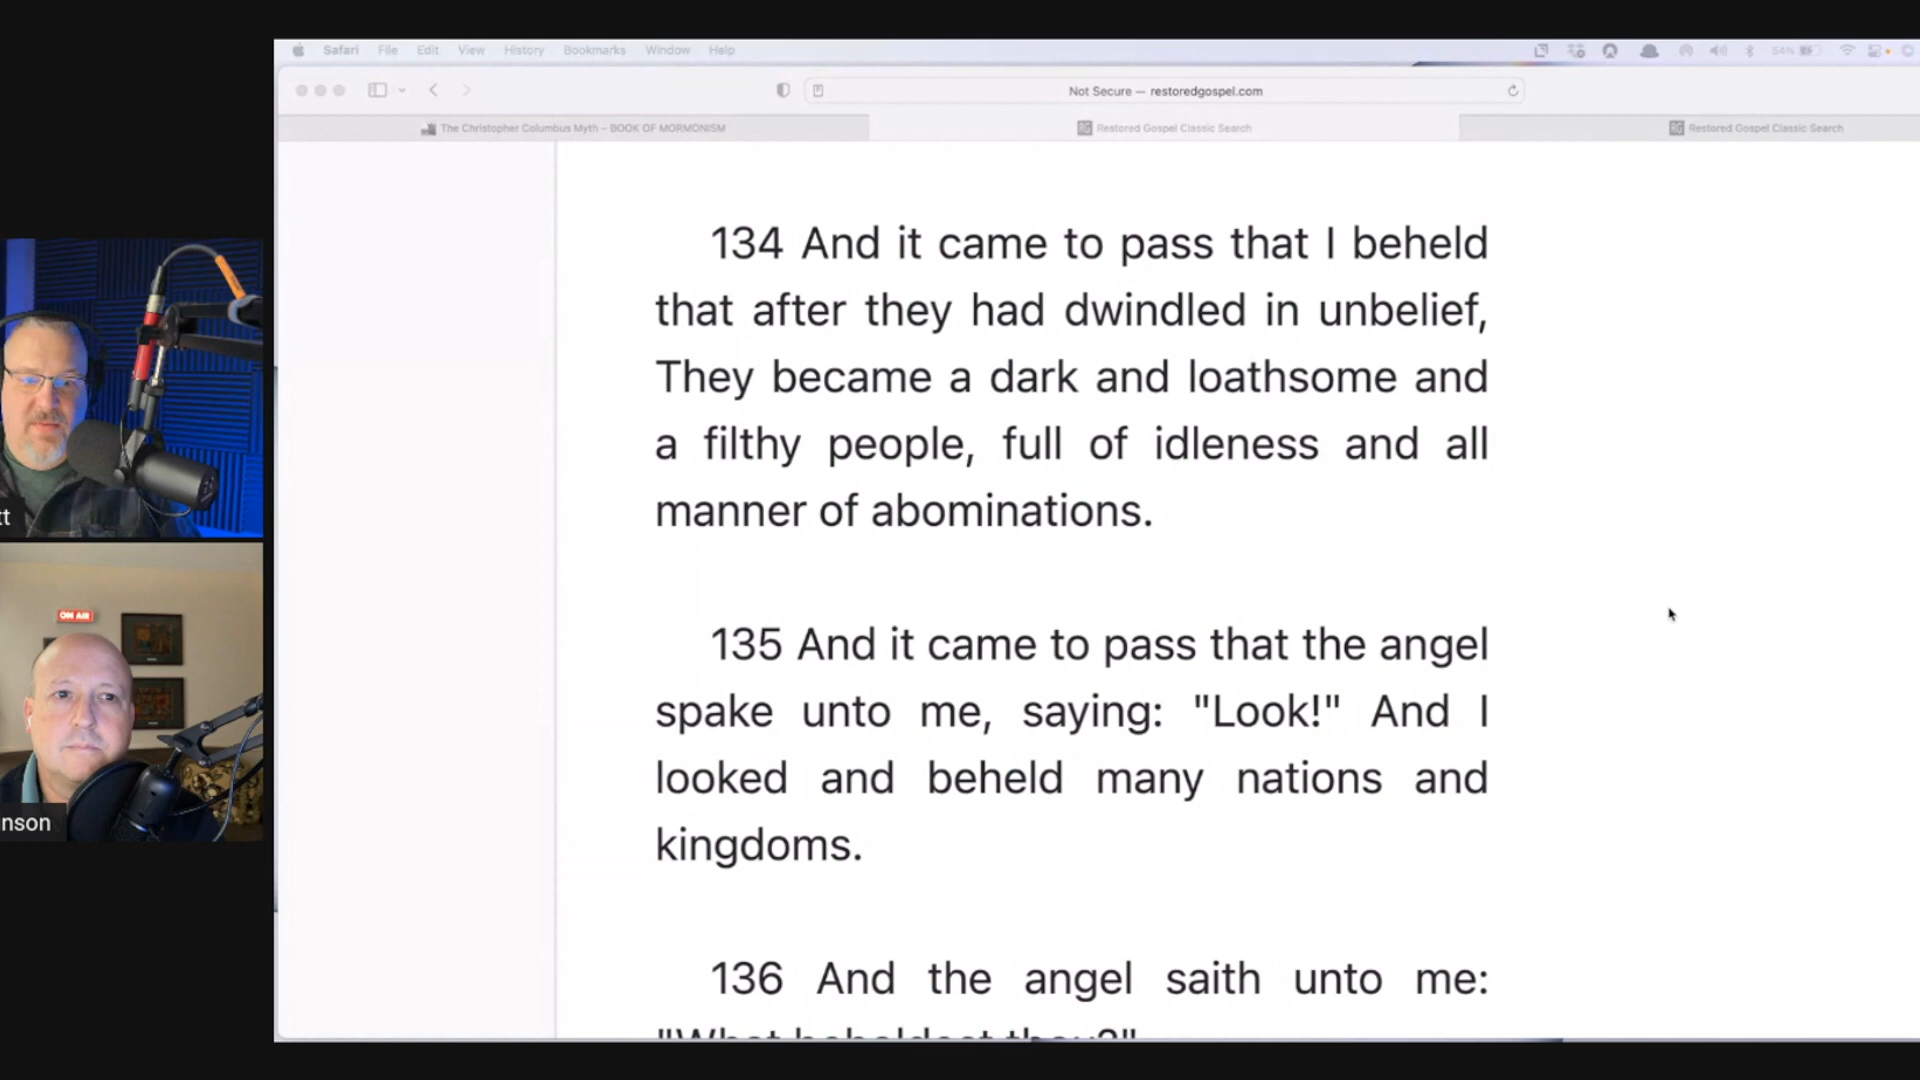 Safari File Edit View History Bookmarks Window Help 54%
Not Secure — restoredgospel.com
The Christopher Columbus Myth – BOOK OF MORMONISM
Restored Gospel Classic Search
Restored Gospel Classic Search
134 And it came to pass that I beheld
that after they had dwindled in unbelief,
They became a dark and loathsome and
a filthy people, full of idleness and all
manner of abominations.
135 And it came to pass that the angel
spake unto me, saying: "Look!" And I
looked and beheld many nations and
kingdoms.
136 And the angel saith unto me:
"What beholdest thou?"
tt
ON AIR
nson